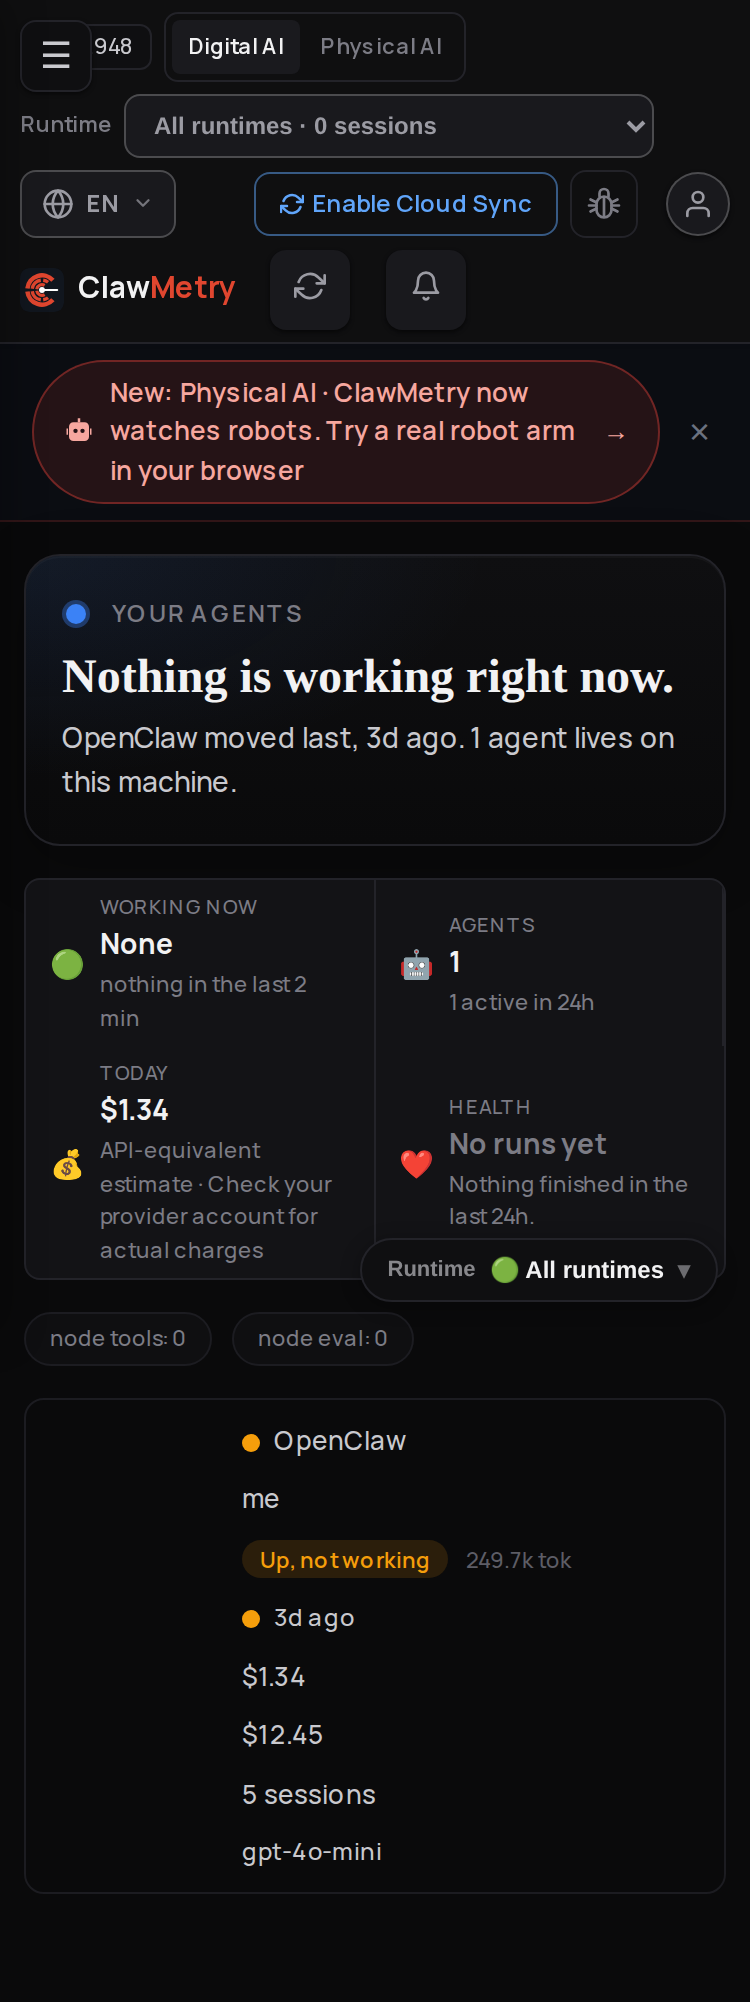 ☰ 948 Digital AI Physical AI
Runtime All runtimes · 0 sessions
EN Enable Cloud Sync
ClawMetry
New: Physical AI · ClawMetry now
watches robots. Try a real robot arm →
in your browser
×
YOUR AGENTS
Nothing is working right now.
OpenClaw moved last, 3d ago. 1 agent lives on
this machine.
WORKING NOW
None
nothing in the last 2
min
AGENTS
1
1 active in 24h
TODAY
$1.34
API-equivalent
estimate · Check your
provider account for
actual charges
HEALTH
No runs yet
Nothing finished in the
last 24h.
Runtime 🟢 All runtimes ▾
node tools: 0
node eval: 0
OpenClaw
me
Up, not working 249.7k tok
3d ago
$1.34
$12.45
5 sessions
gpt-4o-mini